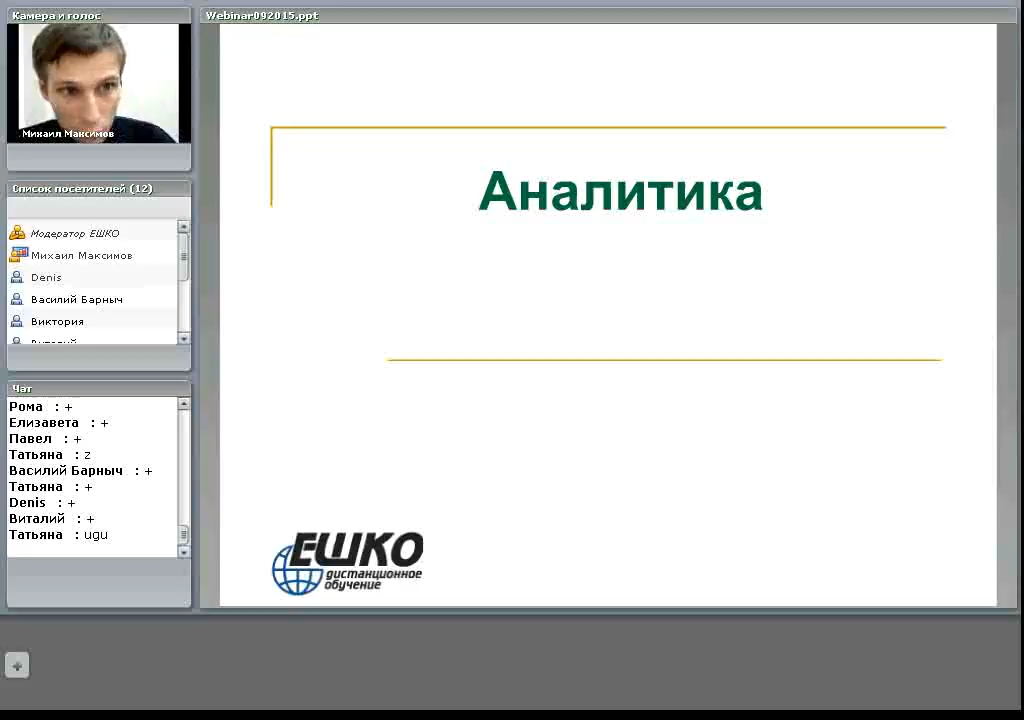 Камера и голос
Михаил Максимов
Список посетителей (12)
Модератор ЕШКО
Михаил Максимов
Denis
Василий Барныч
Виктория
Чат
Рома : +
Елизавета : +
Павел : +
Татьяна : z
Василий Барныч : +
Татьяна : +
Denis : +
Виталий : +
Татьяна : ugu
Webinar092015.ppt
Аналитика
ЕШКО
дистанционное
обучение